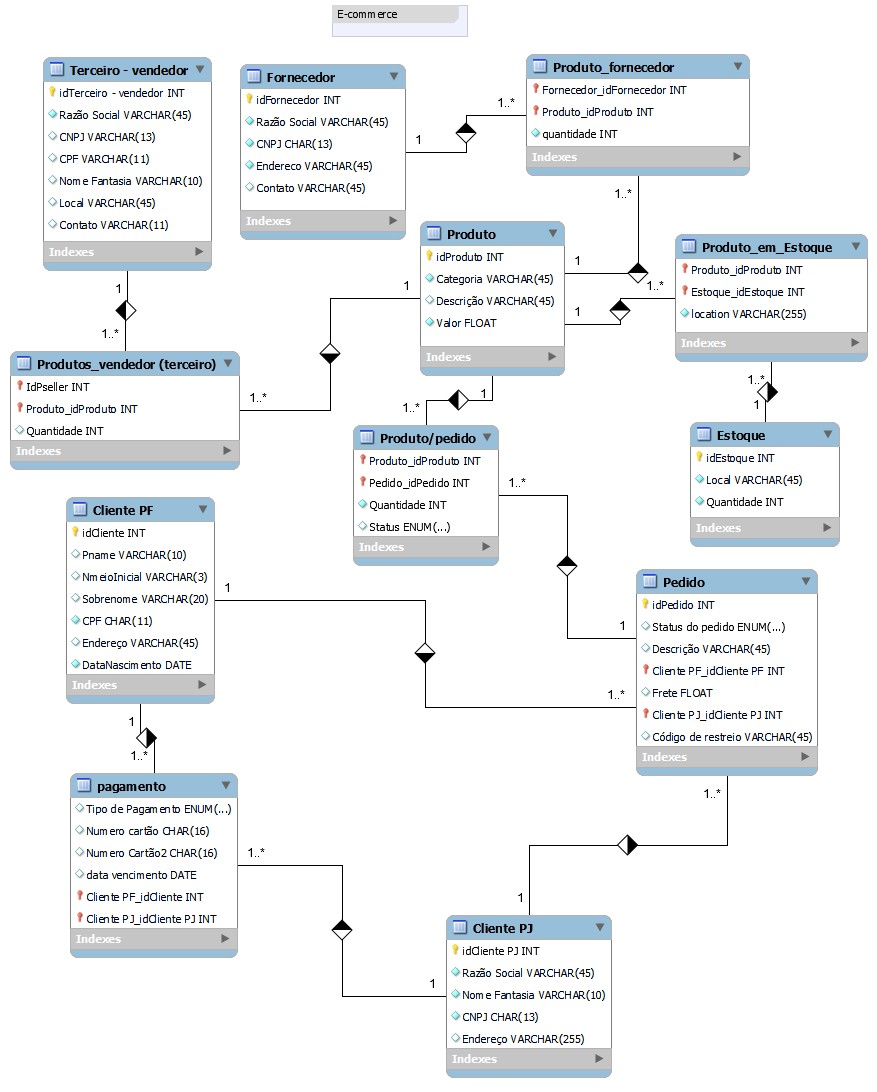 E-commerce
Terceiro - vendedor
idTerceiro - vendedor INT
Razão Social VARCHAR(45)
CNPJ VARCHAR(13)
CPF VARCHAR(11)
Nome Fantasia VARCHAR(10)
Local VARCHAR(45)
Contato VARCHAR(11)
Indexes
Fornecedor
idFornecedor INT
Razão Social VARCHAR(45)
CNPJ CHAR(13)
Endereco VARCHAR(45)
Contato VARCHAR(45)
Indexes
1
1..*
Produto_fornecedor
Fornecedor_idFornecedor INT
Produto_idProduto INT
quantidade INT
Indexes
1..*
1
Produto
idProduto INT
Categoria VARCHAR(45)
Descrição VARCHAR(45)
Valor FLOAT
Indexes
1
1..*
Produto_em_Estoque
Produto_idProduto INT
Estoque_idEstoque INT
location VARCHAR(255)
Indexes
1..*
1
1
1..*
Produtos_vendedor (terceiro)
IdPseller INT
Produto_idProduto INT
Quantidade INT
Indexes
1..*
1
1
1..*
Produto/pedido
Produto_idProduto INT
Pedido_idPedido INT
Quantidade INT
Status ENUM(...)
Indexes
1..*
1
Estoque
idEstoque INT
Local VARCHAR(45)
Quantidade INT
Indexes
Cliente PF
idCliente INT
Pname VARCHAR(10)
NmeioInicial VARCHAR(3)
Sobrenome VARCHAR(20)
CPF CHAR(11)
Endereço VARCHAR(45)
DataNascimento DATE
Indexes
1
1..*
Pedido
idPedido INT
Status do pedido ENUM(...)
Descrição VARCHAR(45)
Cliente PF_idCliente PF INT
Frete FLOAT
Cliente PJ_idCliente PJ INT
Código de restreio VARCHAR(45)
Indexes
1..*
1
1
1..*
pagamento
Tipo de Pagamento ENUM(...)
Numero cartão CHAR(16)
Numero Cartão2 CHAR(16)
data vencimento DATE
Cliente PF_idCliente INT
Cliente PJ_idCliente PJ INT
Indexes
1..*
1
Cliente PJ
idCliente PJ INT
Razão Social VARCHAR(45)
Nome Fantasia VARCHAR(10)
CNPJ CHAR(13)
Endereço VARCHAR(255)
Indexes